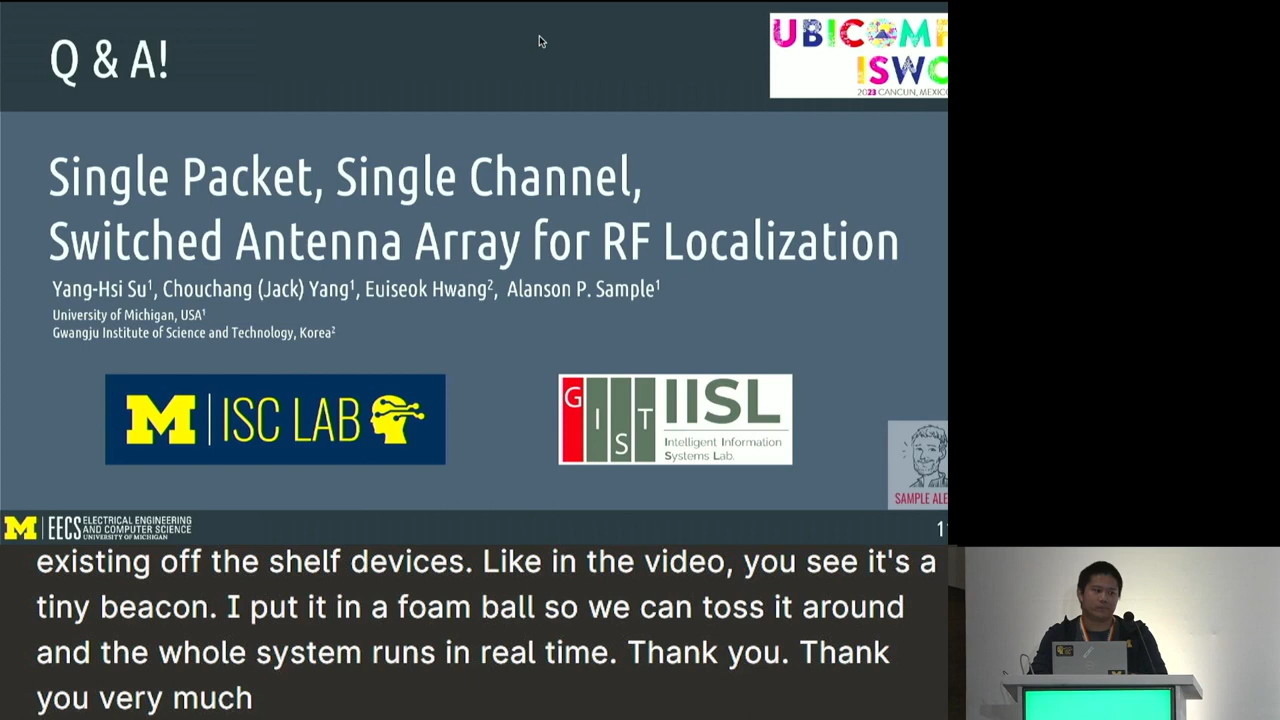 Q & A!
UBICOMP
ISWC
2023 CANCUN, MEXICO
Single Packet, Single Channel,
Switched Antenna Array for RF Localization
Yang-Hsi Su¹, Chouchang (Jack) Yang¹, Euiseok Hwang², Alanson P. Sample¹
University of Michigan, USA¹
Gwangju Institute of Science and Technology, Korea²
M ISC LAB
GIST IISL
Intelligent Information
Systems Lab.
SAMPLE ALE
M EECS ELECTRICAL ENGINEERING
AND COMPUTER SCIENCE
UNIVERSITY OF MICHIGAN
1
existing off the shelf devices. Like in the video, you see it's a
tiny beacon. I put it in a foam ball so we can toss it around
and the whole system runs in real time. Thank you. Thank
you very much